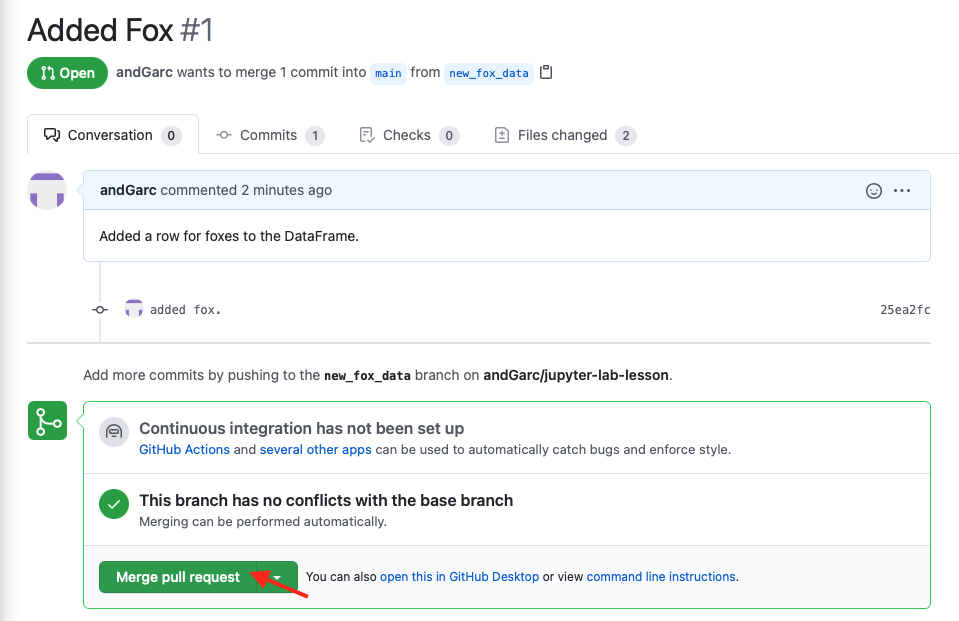 Added Fox #1
Open andGarc wants to merge 1 commit into main from new_fox_data
Conversation 0 Commits 1 Checks 0 Files changed 2
andGarc commented 2 minutes ago
Added a row for foxes to the DataFrame.
added fox. 25ea2fc
Add more commits by pushing to the new_fox_data branch on andGarc/jupyter-lab-lesson.
Continuous integration has not been set up
GitHub Actions and several other apps can be used to automatically catch bugs and enforce style.
This branch has no conflicts with the base branch
Merging can be performed automatically.
Merge pull request You can also open this in GitHub Desktop or view command line instructions.